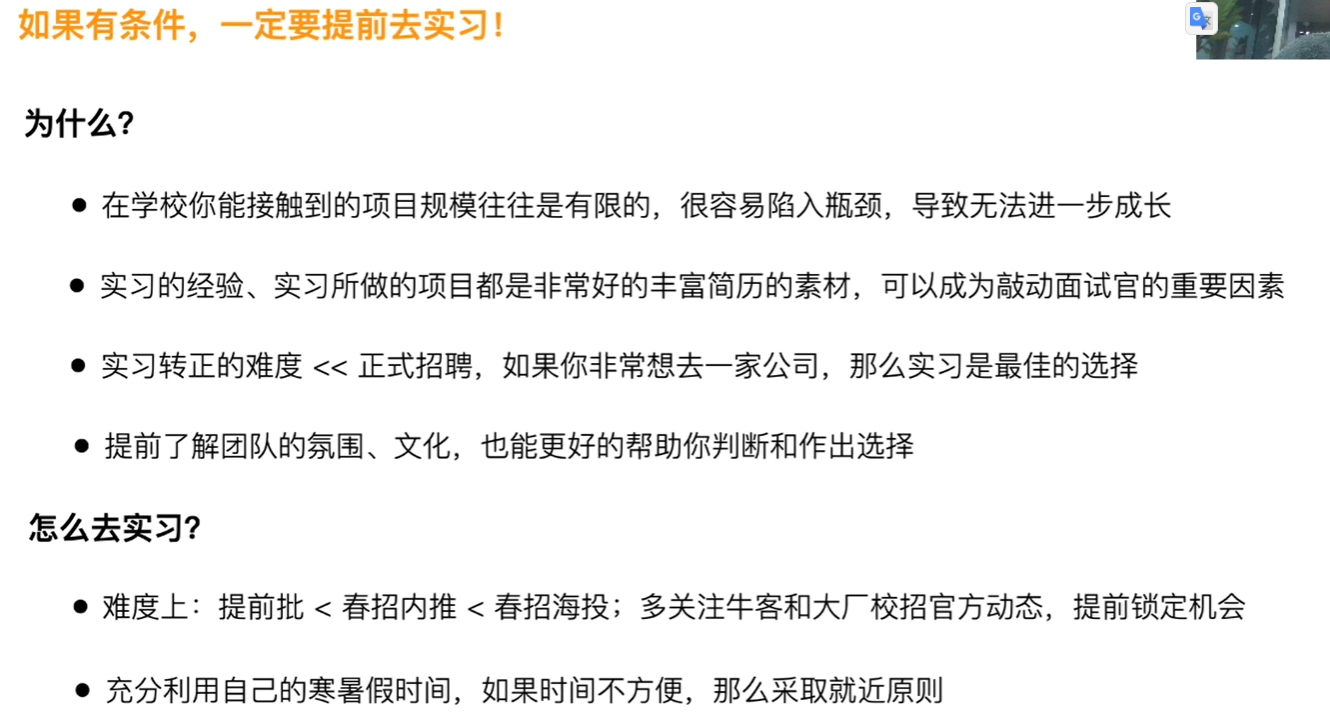 如果有条件，一定要提前去实习！
为什么?
● 在学校你能接触到的项目规模往往是有限的，很容易陷入瓶颈，导致无法进一步成长
● 实习的经验、实习所做的项目都是非常好的丰富简历的素材，可以成为敲动面试官的重要因素
● 实习转正的难度 << 正式招聘，如果你非常想去一家公司，那么实习是最佳的选择
● 提前了解团队的氛围、文化，也能更好的帮助你判断和作出选择
怎么去实习?
● 难度上：提前批 < 春招内推 < 春招海投；多关注牛客和大厂校招官方动态，提前锁定机会
● 充分利用自己的寒暑假时间，如果时间不方便，那么采取就近原则